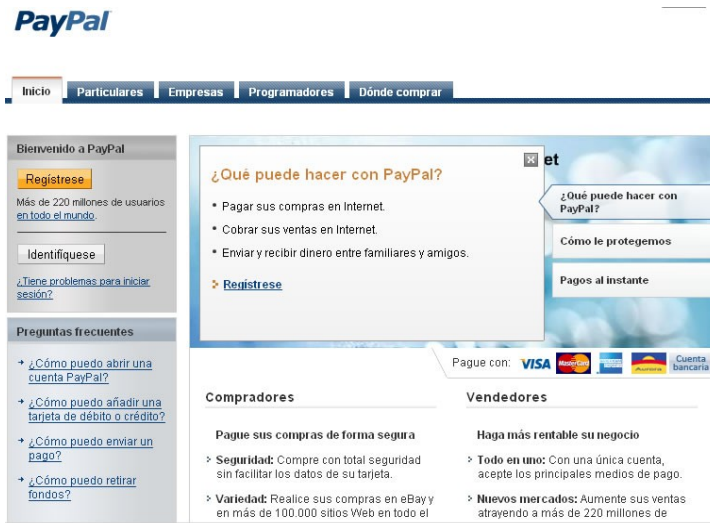 PayPal
Inicio
Particulares
Empresas
Programadores
Dónde comprar
Bienvenido a PayPal
Regístrese
Más de 220 millones de usuarios
en todo el mundo.
Identifíquese
¿Tiene problemas para iniciar
sesión?
Preguntas frecuentes
¿Cómo puedo abrir una
cuenta PayPal?
¿Cómo puedo añadir una
tarjeta de débito o crédito?
¿Cómo puedo enviar un
pago?
¿Cómo puedo retirar
fondos?
et
¿Qué puede hacer con PayPal?
• Pagar sus compras en Internet.
• Cobrar sus ventas en Internet.
• Enviar y recibir dinero entre familiares y amigos.
Regístrese
¿Qué puede hacer con
PayPal?
Cómo le protegemos
Pagos al instante
Pague con: VISA MasterCard
Cuenta
bancaria
Compradores
Pague sus compras de forma segura
Seguridad: Compre con total seguridad
sin facilitar los datos de su tarjeta.
Variedad: Realice sus compras en eBay y
en más de 100.000 sitios Web en todo el
Vendedores
Haga más rentable su negocio
Todo en uno: Con una única cuenta,
acepte los principales medios de pago.
Nuevos mercados: Aumente sus ventas
atrayendo a más de 220 millones de